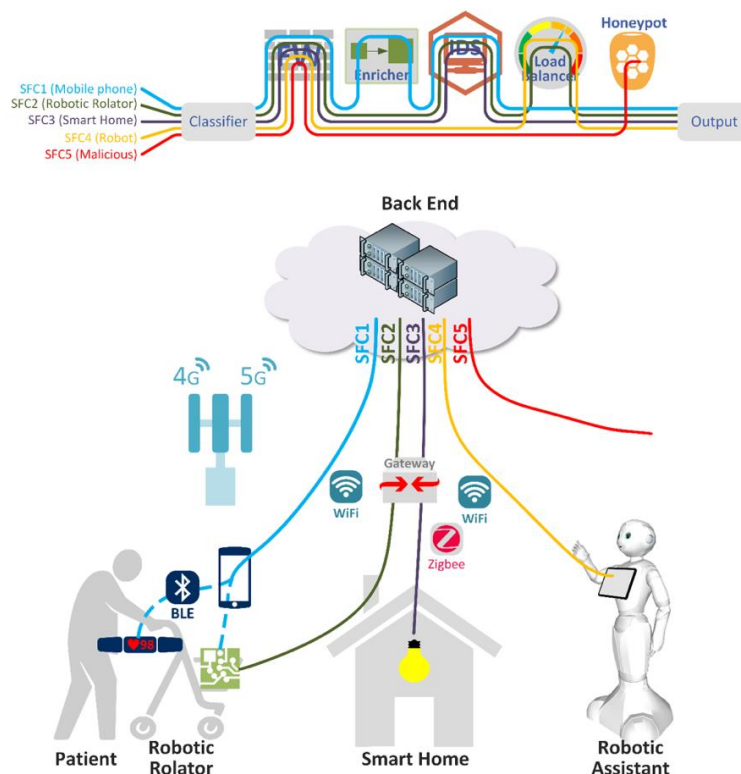 Honeypot
FW
Enricher
IDS
Load
Balancer
SFC1 (Mobile phone)
SFC2 (Robotic Rolator)
SFC3 (Smart Home)
SFC4 (Robot)
SFC5 (Malicious)
Classifier
Output
Back End
SFC1
SFC2
SFC3
SFC4
SFC5
4G
5G
Gateway
WiFi
WiFi
Zigbee
BLE
98
Patient
Robotic
Rolator
Smart Home
Robotic
Assistant